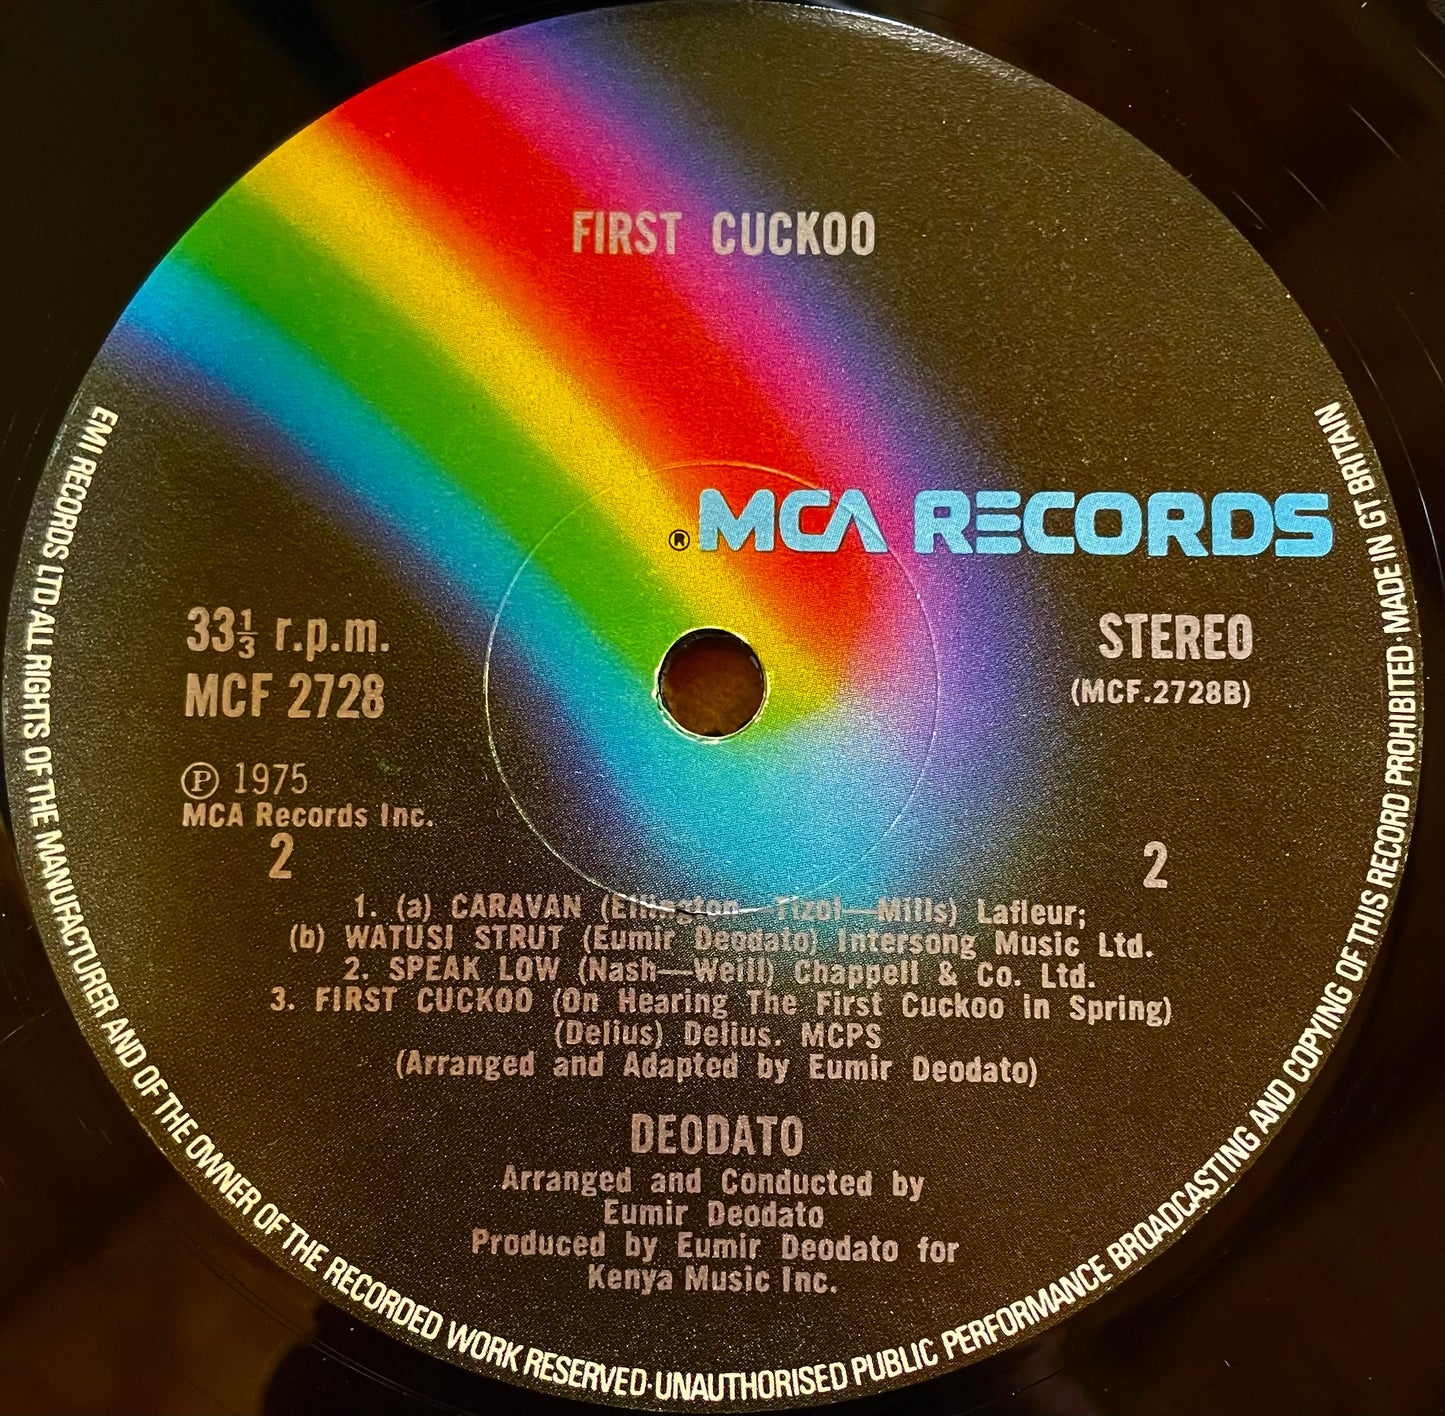 FIRST CUCKOO
® MCA RECORDS
33⅓ r.p.m.
MCF 2728
STEREO
(MCF.2728B)
Ⓟ 1975
MCA Records Inc.
2
2
1. (a) CARAVAN (Ellington—Tizol—Mills) Lafleur;
(b) WATUSI STRUT (Eumir Deodato) Intersong Music Ltd.
2. SPEAK LOW (Nash—Weill) Chappell & Co. Ltd.
3. FIRST CUCKOO (On Hearing The First Cuckoo in Spring)
(Delius) Delius. MCPS
(Arranged and Adapted by Eumir Deodato)
DEODATO
Arranged and Conducted by
Eumir Deodato
Produced by Eumir Deodato for
Kenya Music Inc.
EMI RECORDS LTD·ALL RIGHTS OF THE MANUFACTURER AND OF THE OWNER OF THE RECORDED WORK RESERVED·UNAUTHORISED PUBLIC PERFORMANCE BROADCASTING AND COPYING OF THIS RECORD PROHIBITED·MADE IN GT BRITAIN